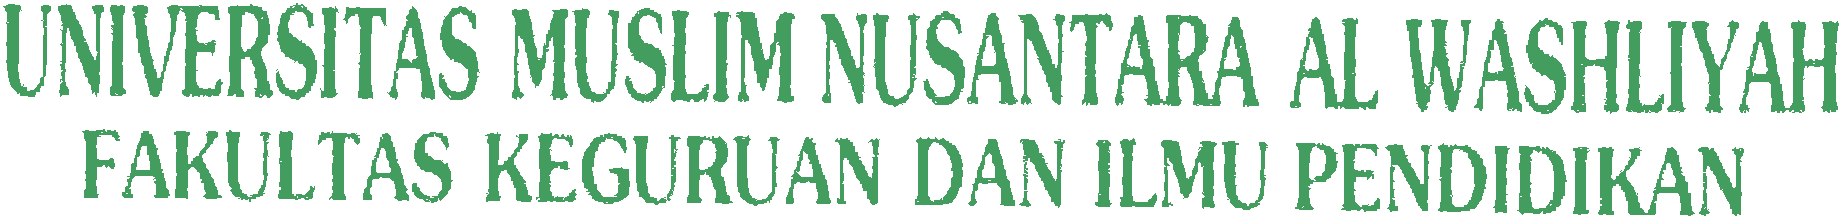 UNIVERSITAS MUSLIM NUSANTARA AL WASHLIYAH
FAKULTAS KEGURUAN DAN ILMU PENDIDIKAN